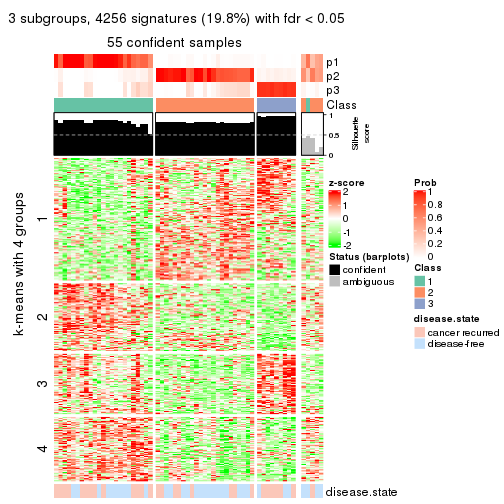 3 subgroups, 4256 signatures (19.8%) with fdr < 0.05
55 confident samples
p1
p2
p3
Class
1
0.5
0
Silhouette
score
k-means with 4 groups
1
2
3
4
disease.state
z-score
2
1
0
-1
-2
Status (barplots)
confident
ambiguous
Prob
1
0.8
0.6
0.4
0.2
0
Class
1
2
3
disease.state
cancer recurred
disease-free